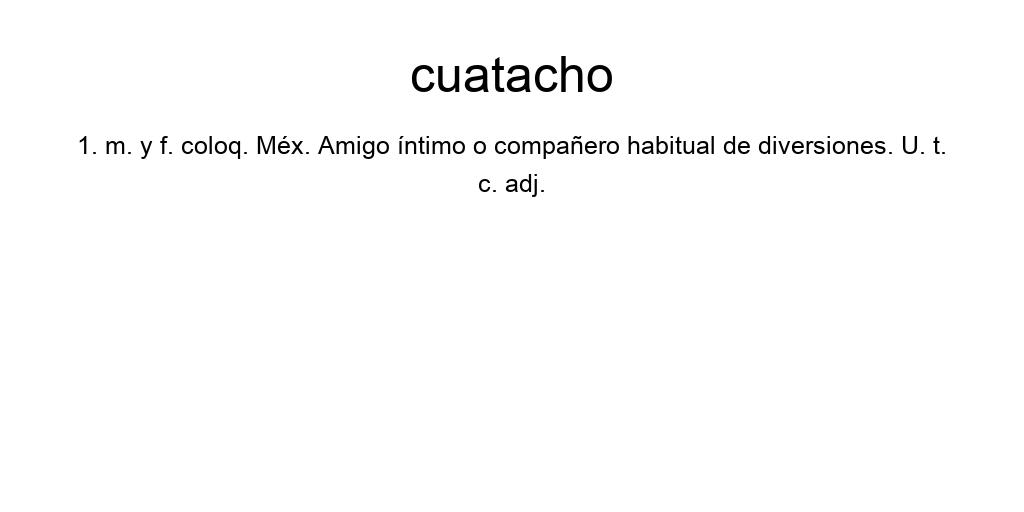 cuatacho
1. m. y f. coloq. Méx. Amigo íntimo o compañero habitual de diversiones. U. t.
c. adj.